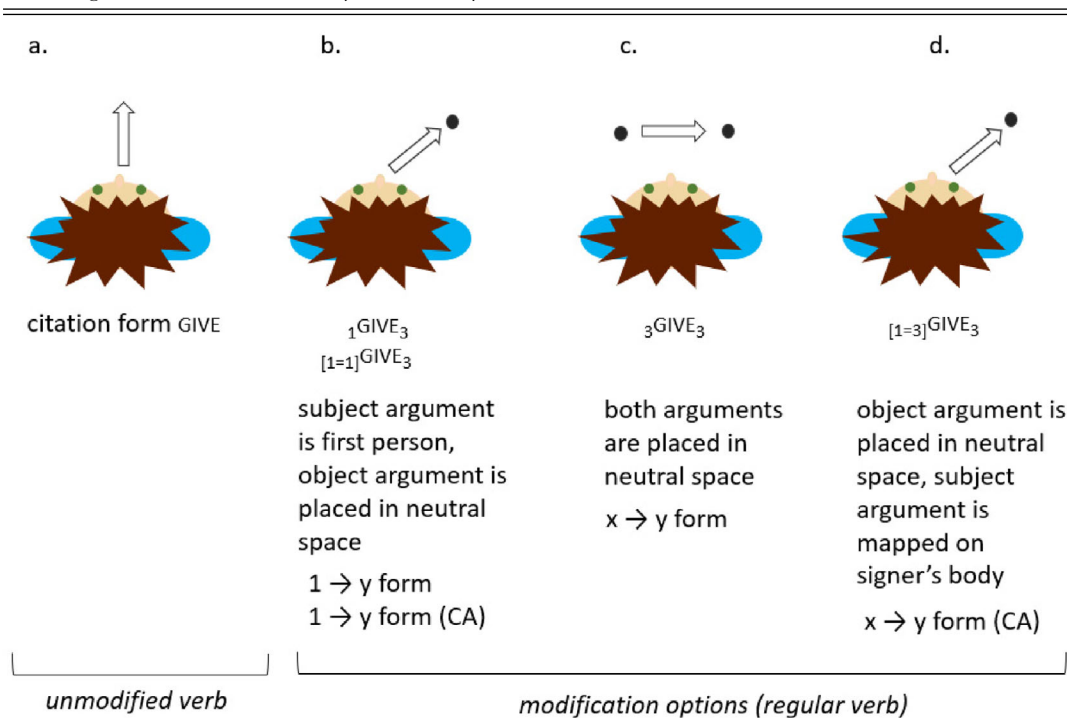 a.
b.
c.
d.
citation form GIVE
₁GIVE₃
[1=1]GIVE₃
₃GIVE₃
[1=3]GIVE₃
subject argument
is first person,
object argument is
placed in neutral
space
1 → y form
1 → y form (CA)
both arguments
are placed in
neutral space
x → y form
object argument is
placed in neutral
space, subject
argument is
mapped on
signer's body
x → y form (CA)
unmodified verb
modification options (regular verb)